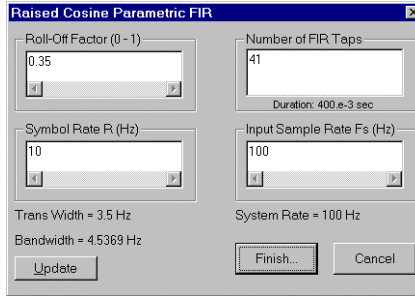 Raised Cosine Parametric FIR
Roll-Off Factor (0 - 1)
0.35
Number of FIR Taps
41
Duration: 400.e-3 sec
Symbol Rate R (Hz)
10
Input Sample Rate Fs (Hz)
100
Trans Width = 3.5 Hz
System Rate = 100 Hz
Bandwidth = 4.5369 Hz
Update
Finish...
Cancel